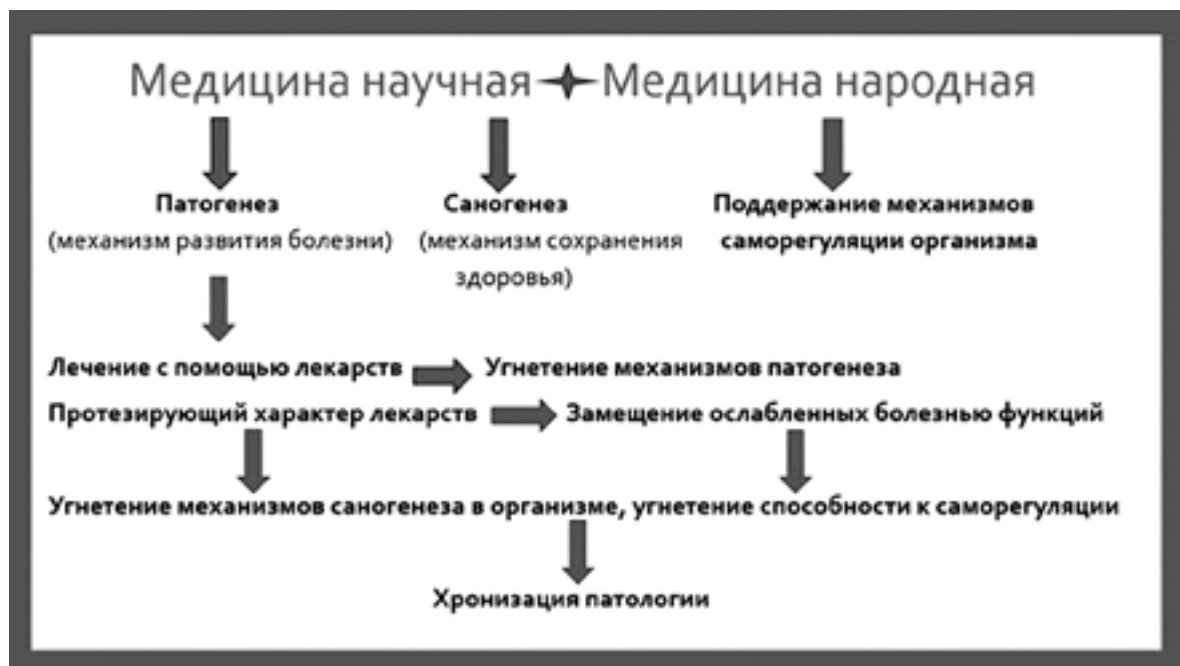 Медицина научная Медицина народная
Патогенез Саногенез Поддержание механизмов
(механизм развития болезни) (механизм сохранения саморегуляции организма
здоровья)
Лечение с помощью лекарств Угнетение механизмов патогенеза
Протезирующий характер лекарств Замещение ослабленных болезнью функций
Угнетение механизмов саногенеза в организме, угнетение способности к саморегуляции
Хронизация патологии